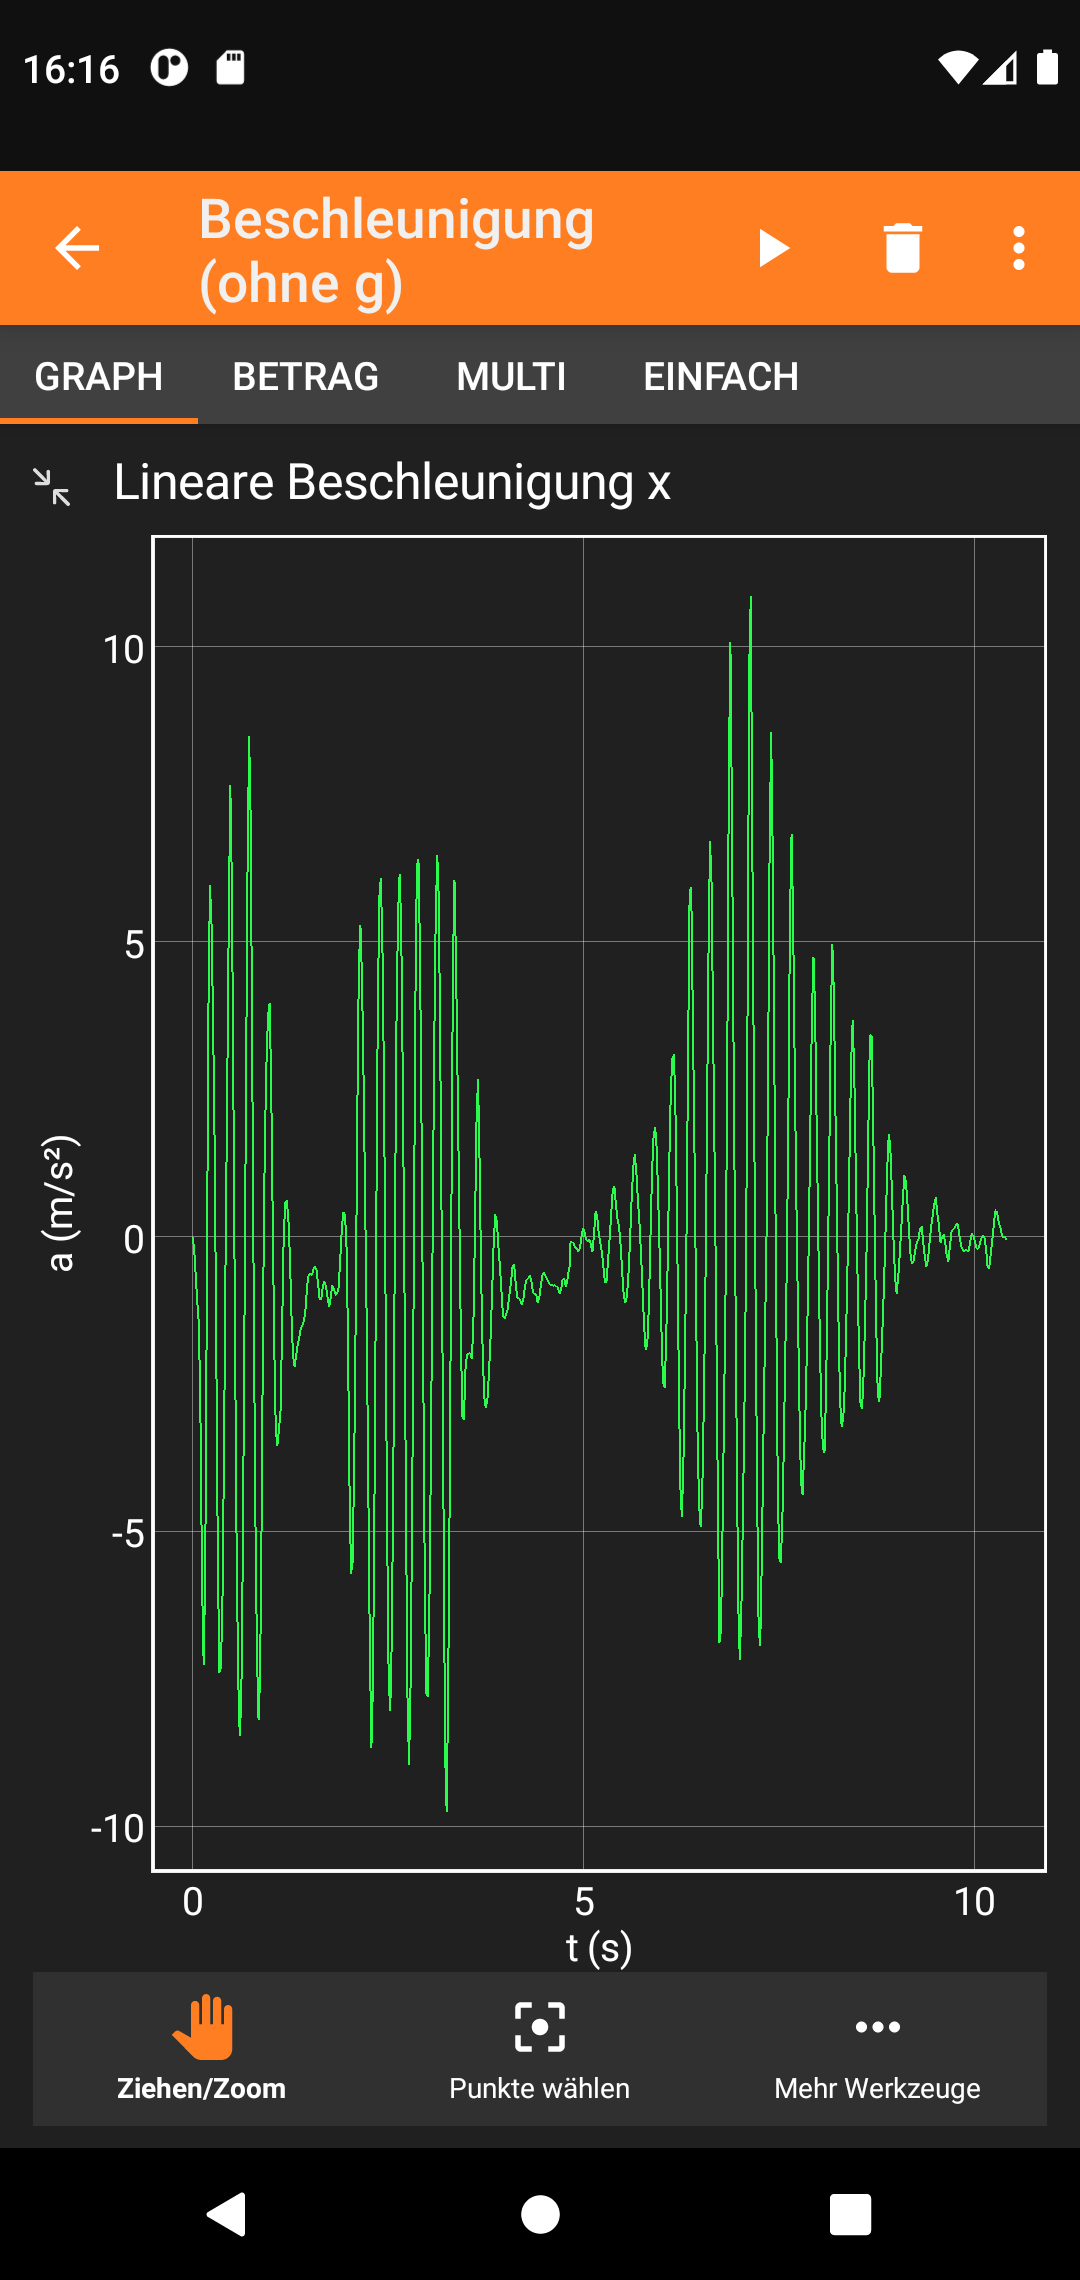 16:16
Beschleunigung
(ohne g)
GRAPH BETRAG MULTI EINFACH
Lineare Beschleunigung x
10
5
0
-5
-10
a (m/s²)
0 5 10
t (s)
Ziehen/Zoom Punkte wählen Mehr Werkzeuge